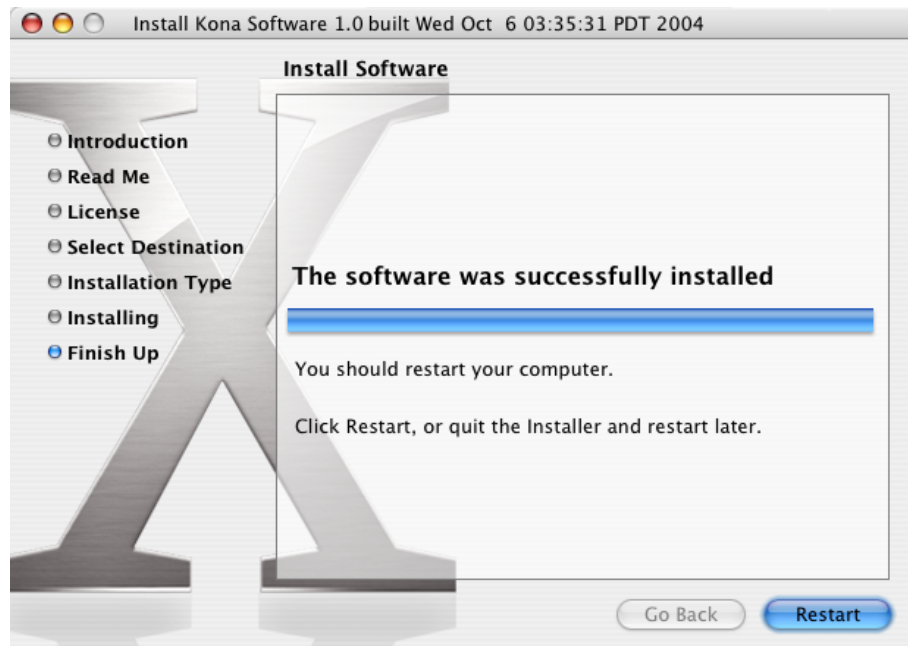 Install Kona Software 1.0 built Wed Oct  6 03:35:31 PDT 2004
Install Software
Introduction
Read Me
License
Select Destination
Installation Type
Installing
Finish Up
The software was successfully installed
You should restart your computer.
Click Restart, or quit the Installer and restart later.
Go Back
Restart